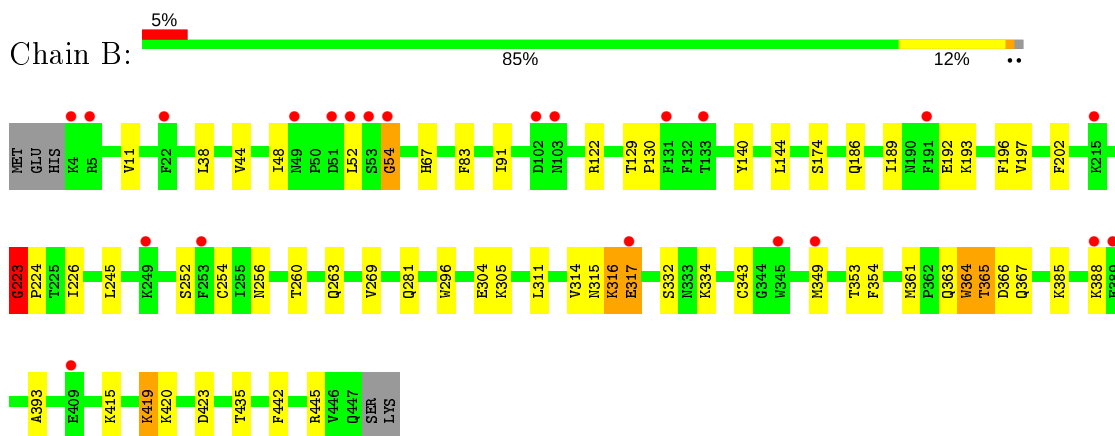 5%
Chain B:
85% 12% ••
MET GLU HIS K4 R5 V11 F22 L38 V44 I48 N49 P50 D51 L52 S53 G54 H67 F83 I91 D102 N103 R122 T129 P130 F131 F132 T133 Y140 L144 S174 Q186 I189 N190 F191 E192 K193 F196 V197 F202 K215
G223 P224 T225 I226 L245 K249 S252 F253 C254 I255 N256 T260 Q263 V269 Q281 W296 E304 K305 L311 V314 N315 K316 E317 S332 N333 K334 C343 G344 W345 M349 T353 F354 M361 P362 Q363 W364 T365 D366 Q367 K385 K388
A393 E409 K415 K419 K420 D423 T435 F442 R445 V446 Q447 SER LYS